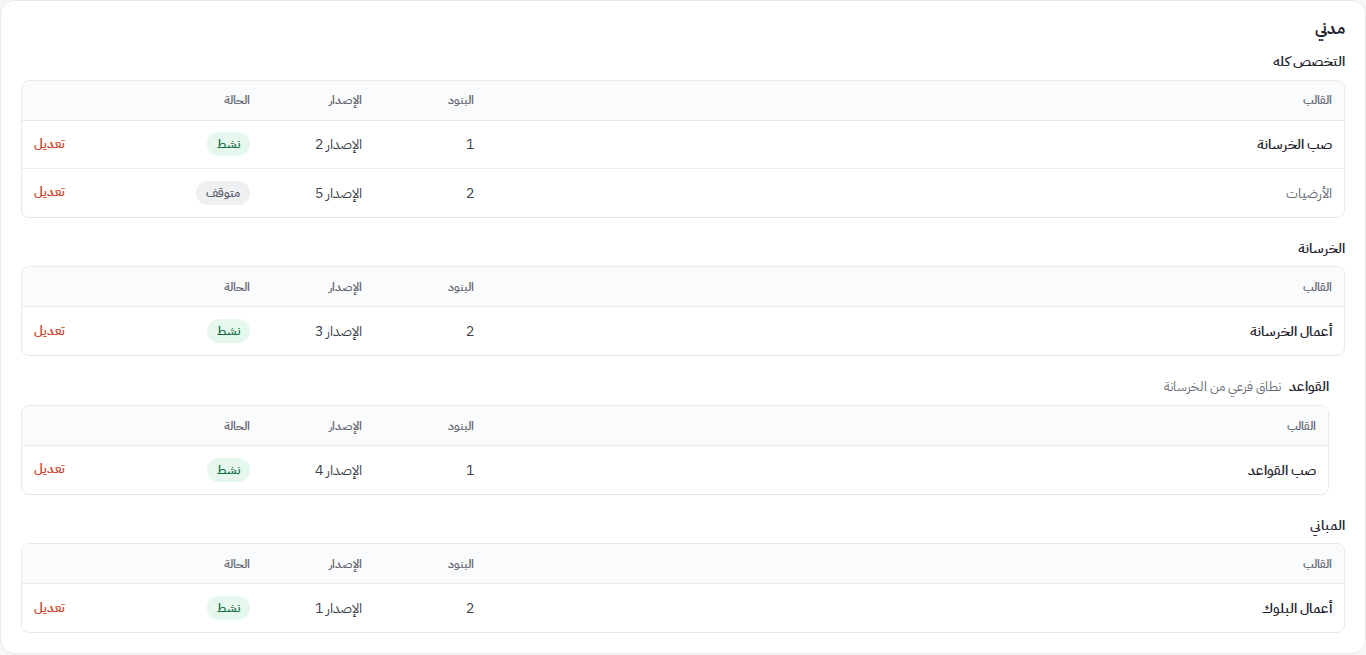 مدني
التخصص كله
القالب البنود الإصدار الحالة
صب الخرسانة 1 الإصدار 2 نشط تعديل
الأرضيات 2 الإصدار 5 متوقف تعديل
الخرسانة
القالب البنود الإصدار الحالة
أعمال الخرسانة 2 الإصدار 3 نشط تعديل
القواعد نطاق فرعي من الخرسانة
القالب البنود الإصدار الحالة
صب القواعد 1 الإصدار 4 نشط تعديل
المباني
القالب البنود الإصدار الحالة
أعمال البلوك 2 الإصدار 1 نشط تعديل